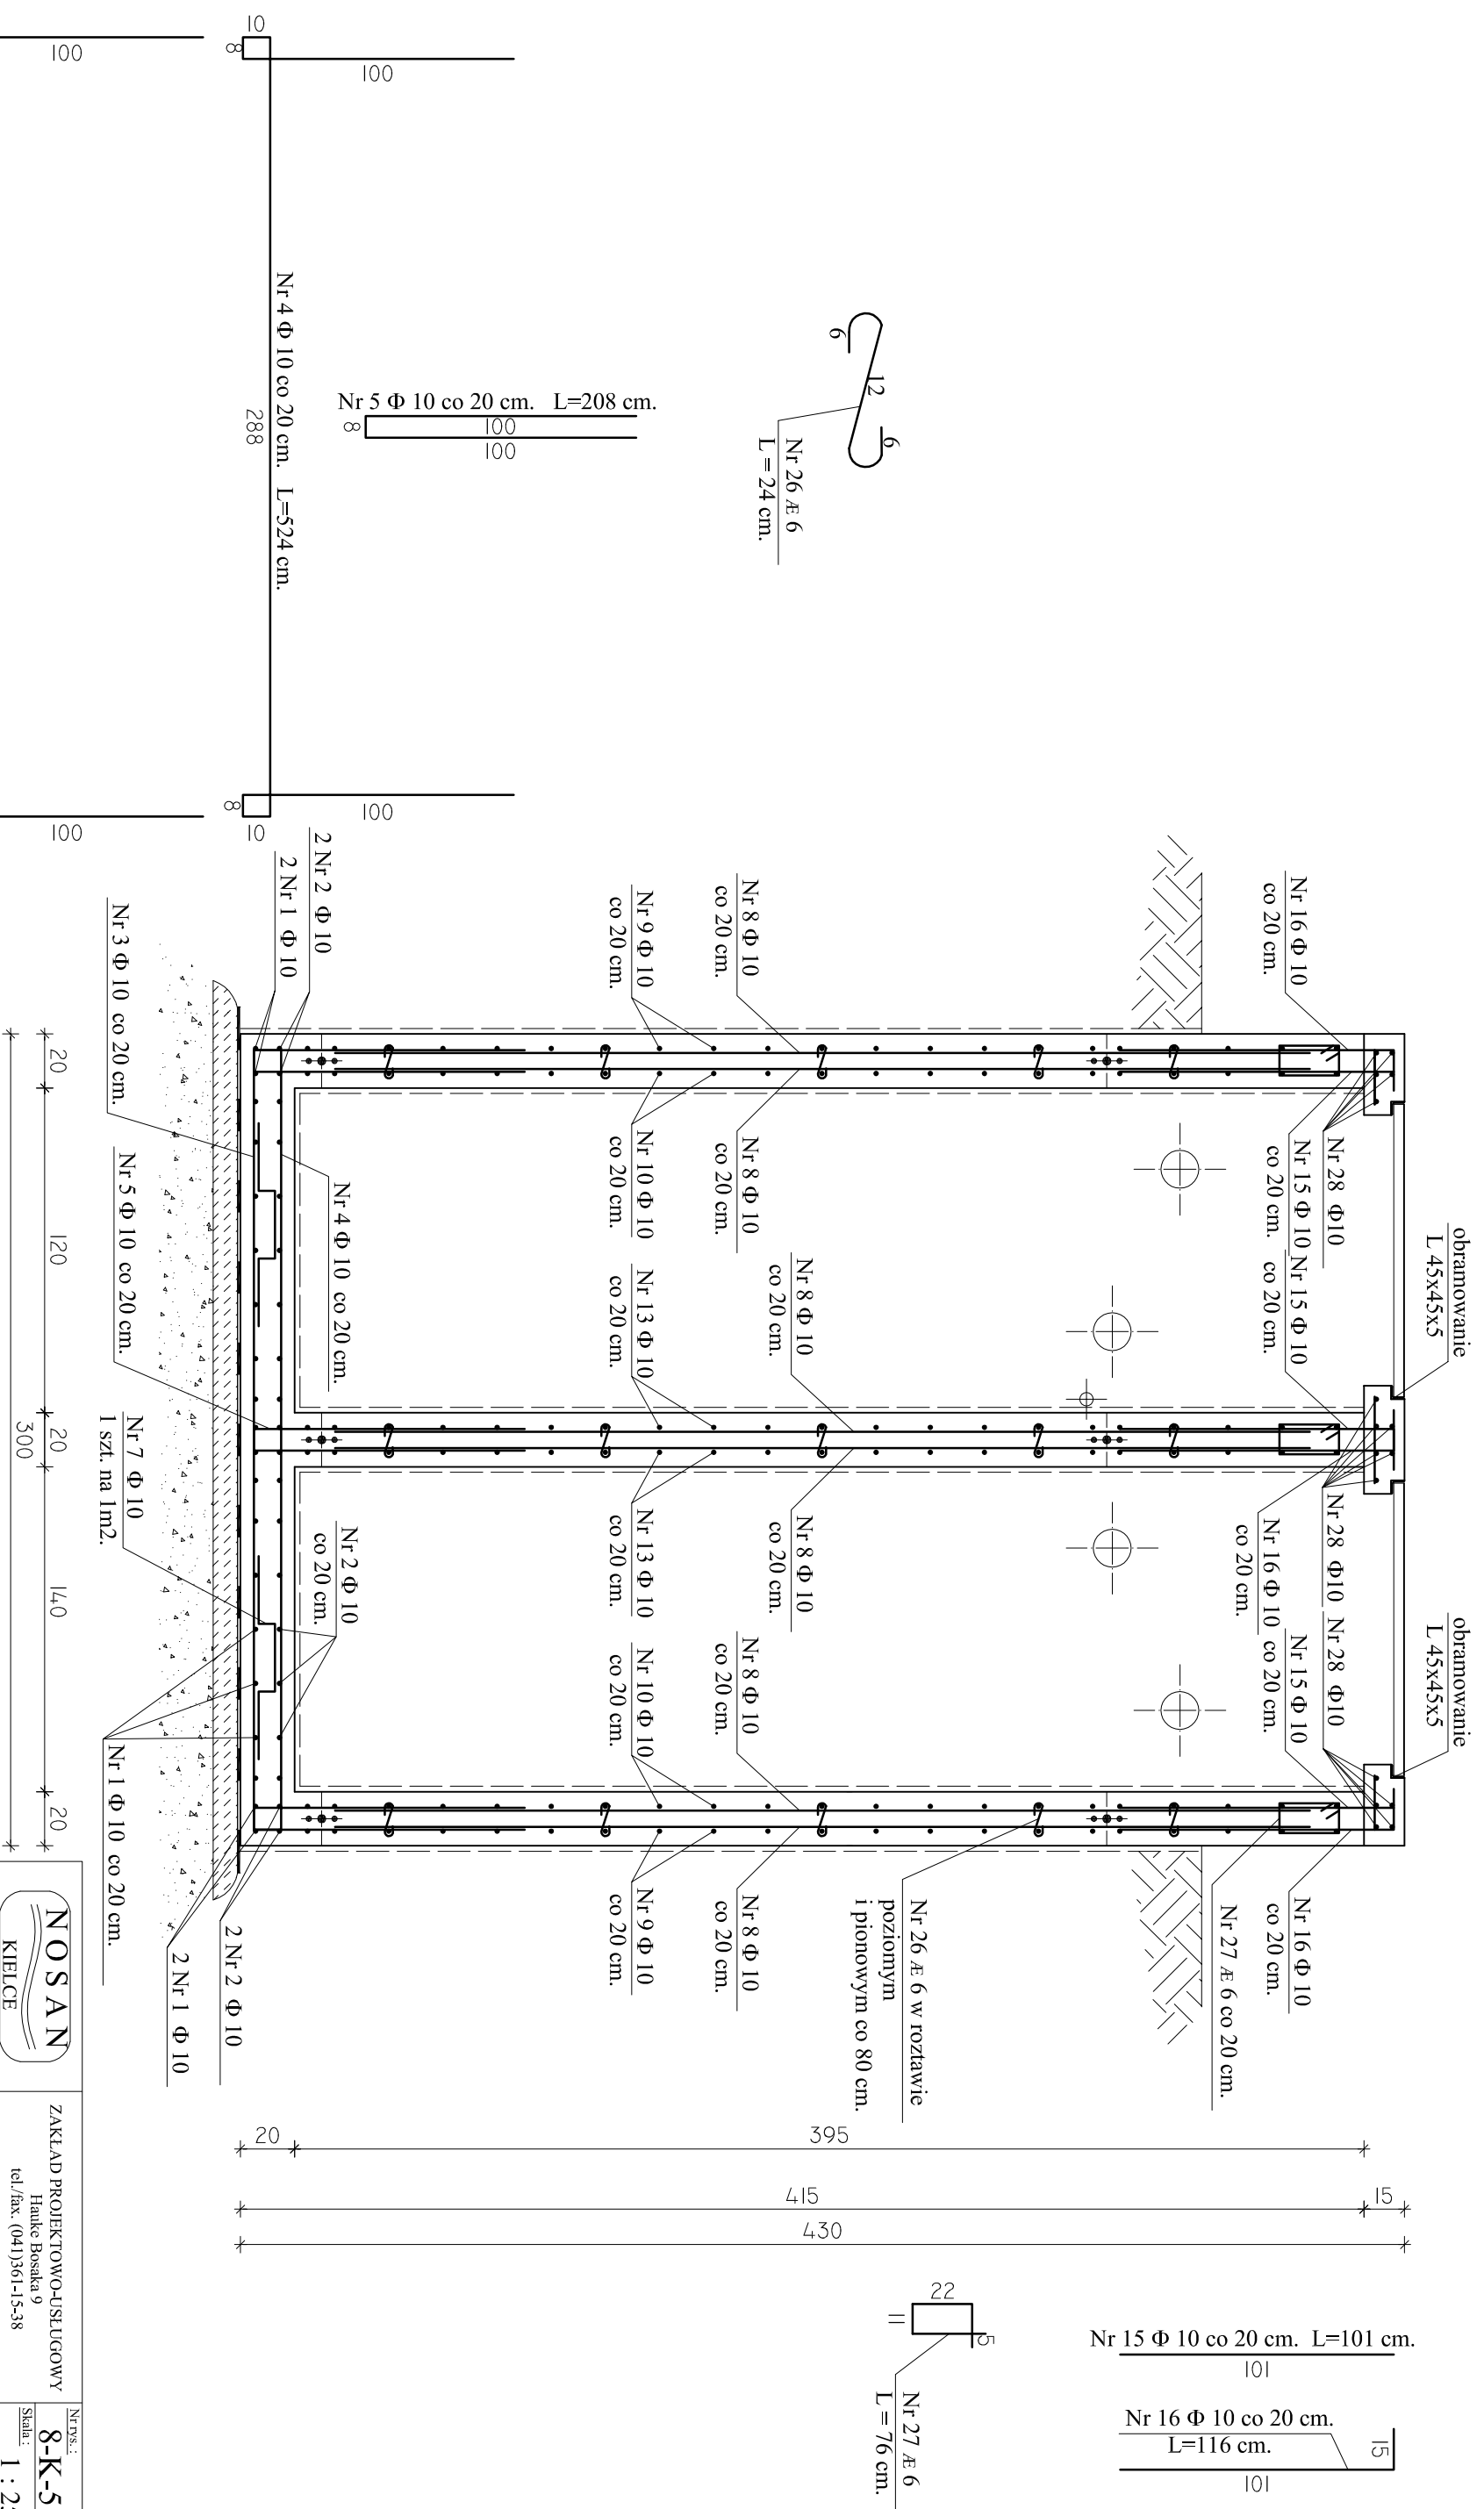 10
8
100
100
Nr 4 Φ 10 co 20 cm. L=524 cm.
288
8
10
100
100
Nr 5 Φ 10 co 20 cm. L=208 cm.
8
100
100
6
12
6
Nr 26 Æ 6
L = 24 cm.
2 Nr 2 Φ 10
2 Nr 1 Φ 10
Nr 3 Φ 10 co 20 cm.
Nr 9 Φ 10
co 20 cm.
Nr 8 Φ 10
co 20 cm.
Nr 16 Φ 10
co 20 cm.
Nr 28 Φ10
Nr 15 Φ 10
co 20 cm.
Nr 8 Φ 10
co 20 cm.
Nr 10 Φ 10
co 20 cm.
Nr 4 Φ 10 co 20 cm.
Nr 5 Φ 10 co 20 cm.
obramowanie
L 45x45x5
Nr 15 Φ 10
co 20 cm.
Nr 8 Φ 10
co 20 cm.
Nr 13 Φ 10
co 20 cm.
Nr 7 Φ 10
1 szt. na 1m2.
Nr 28 Φ10
Nr 16 Φ 10
co 20 cm.
Nr 8 Φ 10
co 20 cm.
Nr 13 Φ 10
co 20 cm.
Nr 2 Φ 10
co 20 cm.
obramowanie
L 45x45x5
Nr 28 Φ10
Nr 15 Φ 10
co 20 cm.
Nr 8 Φ 10
co 20 cm.
Nr 10 Φ 10
co 20 cm.
Nr 1 Φ 10 co 20 cm.
Nr 16 Φ 10
co 20 cm.
Nr 27 Æ 6 co 20 cm.
Nr 26 Æ 6 w roztawie
poziomym
i pionowym co 80 cm.
Nr 8 Φ 10
co 20 cm.
Nr 9 Φ 10
co 20 cm.
2 Nr 2 Φ 10
2 Nr 1 Φ 10
20
120
20
140
20
300
20
395
415
15
430
22
11
5
Nr 27 Æ 6
L = 76 cm.
Nr 15 Φ 10 co 20 cm. L=101 cm.
101
Nr 16 Φ 10 co 20 cm.
L=116 cm.
15
101
NOSAN
KIELCE
ZAKŁAD PROJEKTOWO-USŁUGOWY
Hauke Bosaka 9
tel./fax. (041)361-15-38
Nr rys. :
8-K-5
Skala :